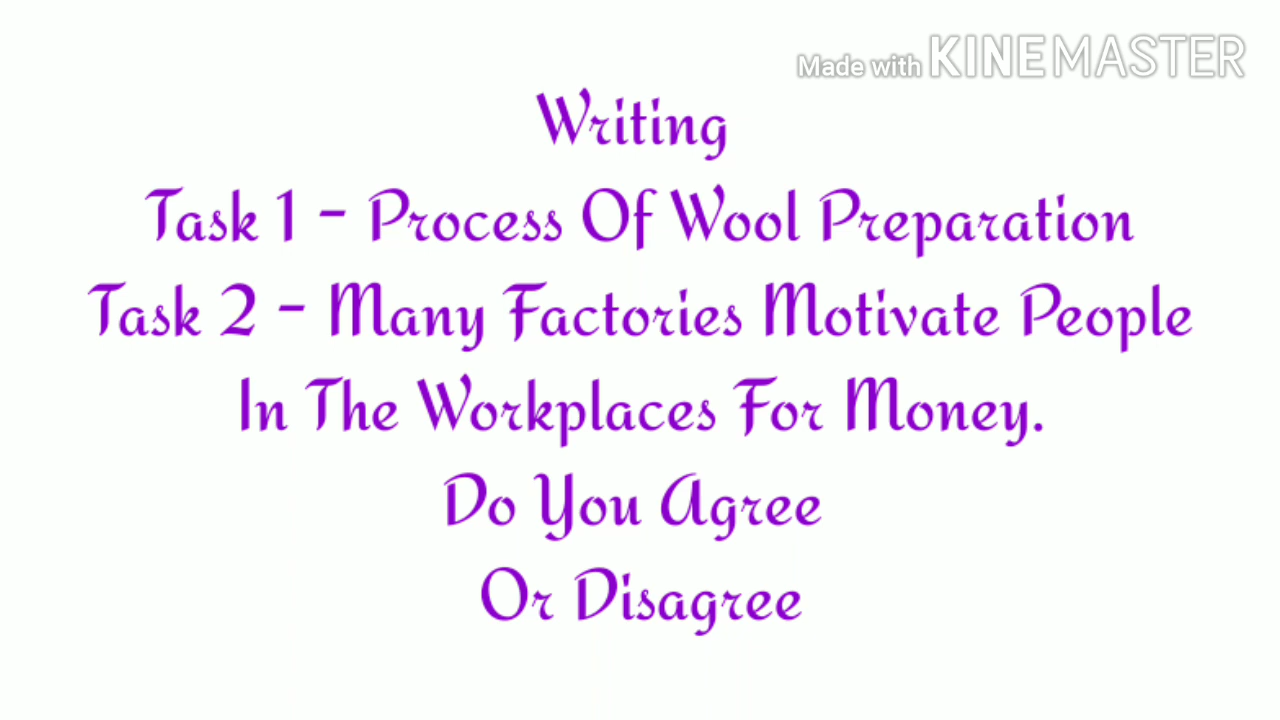 Made with KINEMASTER
Writing
Task 1 - Process Of Wool Preparation
Task 2 - Many Factories Motivate People
In The Workplaces For Money.
Do You Agree
Or Disagree